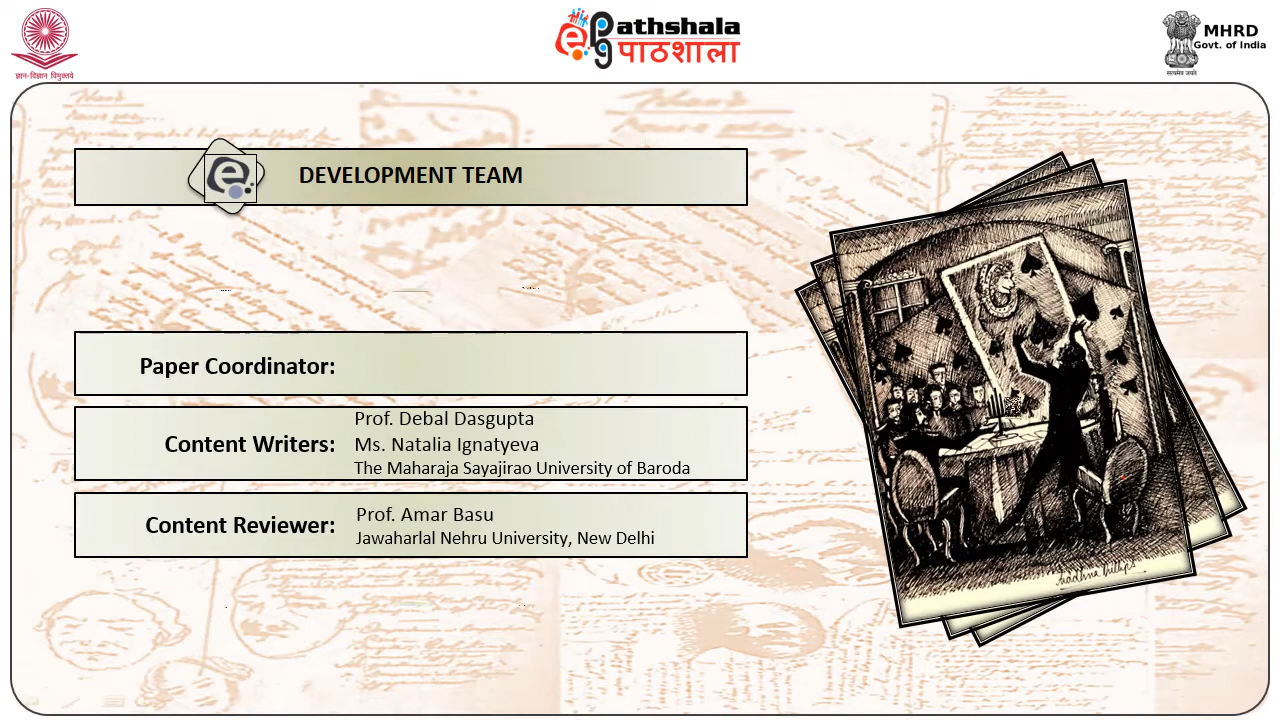 ज्ञान-विज्ञान विमुक्तये
ePathshala
पाठशाला
MHRD
Govt. of India
सत्यमेव जयते
DEVELOPMENT TEAM
Paper Coordinator:
Content Writers:
Prof. Debal Dasgupta
Ms. Natalia Ignatyeva
The Maharaja Sayajirao University of Baroda
Content Reviewer:
Prof. Amar Basu
Jawaharlal Nehru University, New Delhi